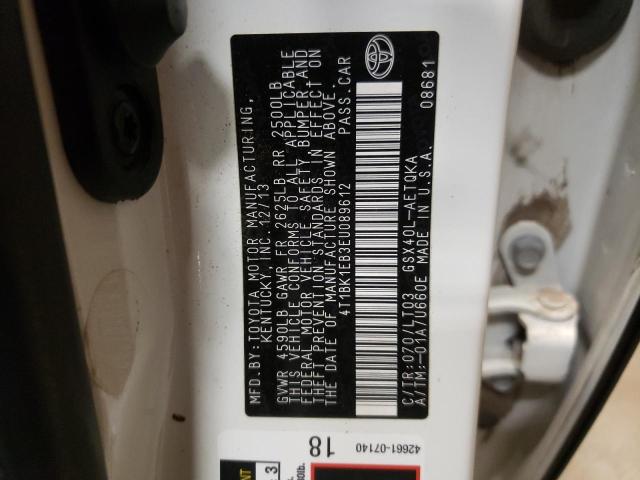 MFD.BY:TOYOTA MOTOR MANUFACTURING,
KENTUCKY, INC. 12/13
GVWR 4590LB GAWR FR 2625LB RR 2500LB
THIS VEHICLE CONFORMS TO ALL APPLICABLE
FEDERAL MOTOR VEHICLE SAFETY, BUMPER, AND
THEFT PREVENTION STANDARDS IN EFFECT ON
THE DATE OF MANUFACTURE SHOWN ABOVE.
4T1BK1EB3EU089612 PASS.CAR
C/TR:070/LT03 GSX40L-AETQKA
A/TM:-01A/U660E MADE IN U.S.A. 08681
42661-07140
18
3